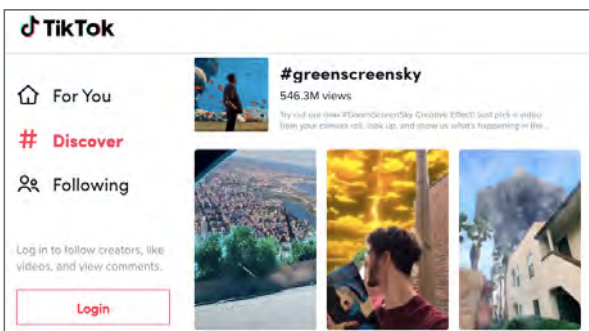 TikTok
For You
Discover
Following
Log in to follow creators, like
videos, and view comments.
Login
#greenscreensky
546.3M views
Try out our new #GreenScreenSky Creative Effect! Just pick a video
from your camera roll, look up, and show us what's happening in the...